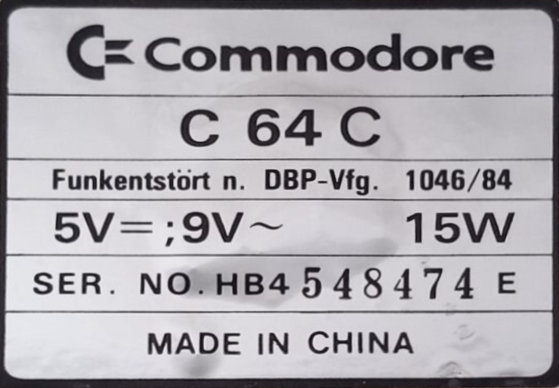 Commodore
C 64 C
Funkentstört n. DBP-Vfg. 1046/84
5V⎓;9V~ 15W
SER. NO. HB4 548474 E
MADE IN CHINA